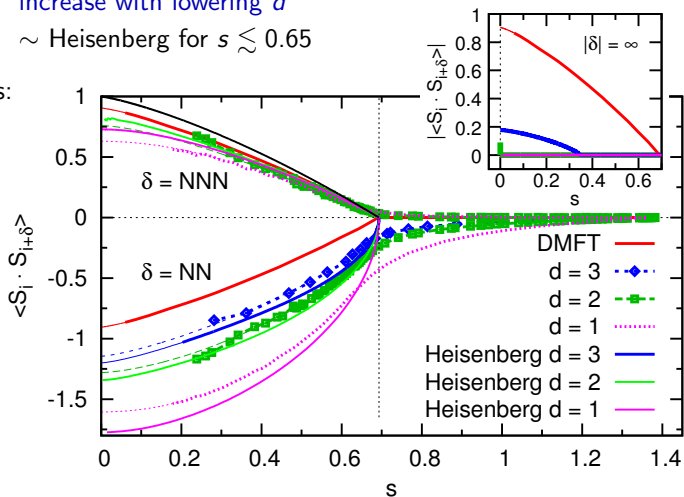 increase with lowering d
~ Heisenberg for s ≲ 0.65
s:
1
0.8
0.6
0.4
0.2
0
|<S_i · S_{i+δ}>|
|δ| = ∞
0 0.2 0.4 0.6
s
1
0.5
0
-0.5
-1
-1.5
<S_i · S_{i+δ}>
δ = NNN
δ = NN
DMFT
d = 3
d = 2
d = 1
Heisenberg d = 3
Heisenberg d = 2
Heisenberg d = 1
0 0.2 0.4 0.6 0.8 1 1.2 1.4
s